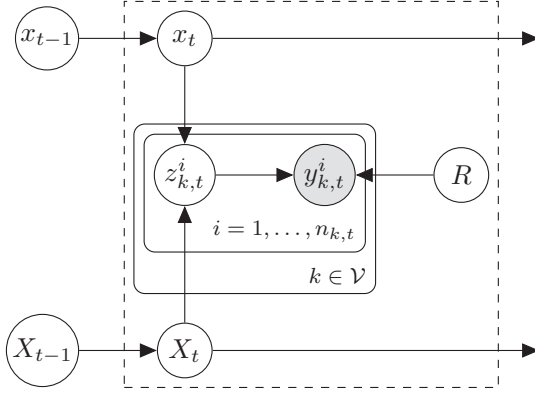 x_{t−1}
x_t
z^i_{k,t}
y^i_{k,t}
R
i = 1, . . . , n_{k,t}
k ∈ 𝒱
X_{t−1}
X_t